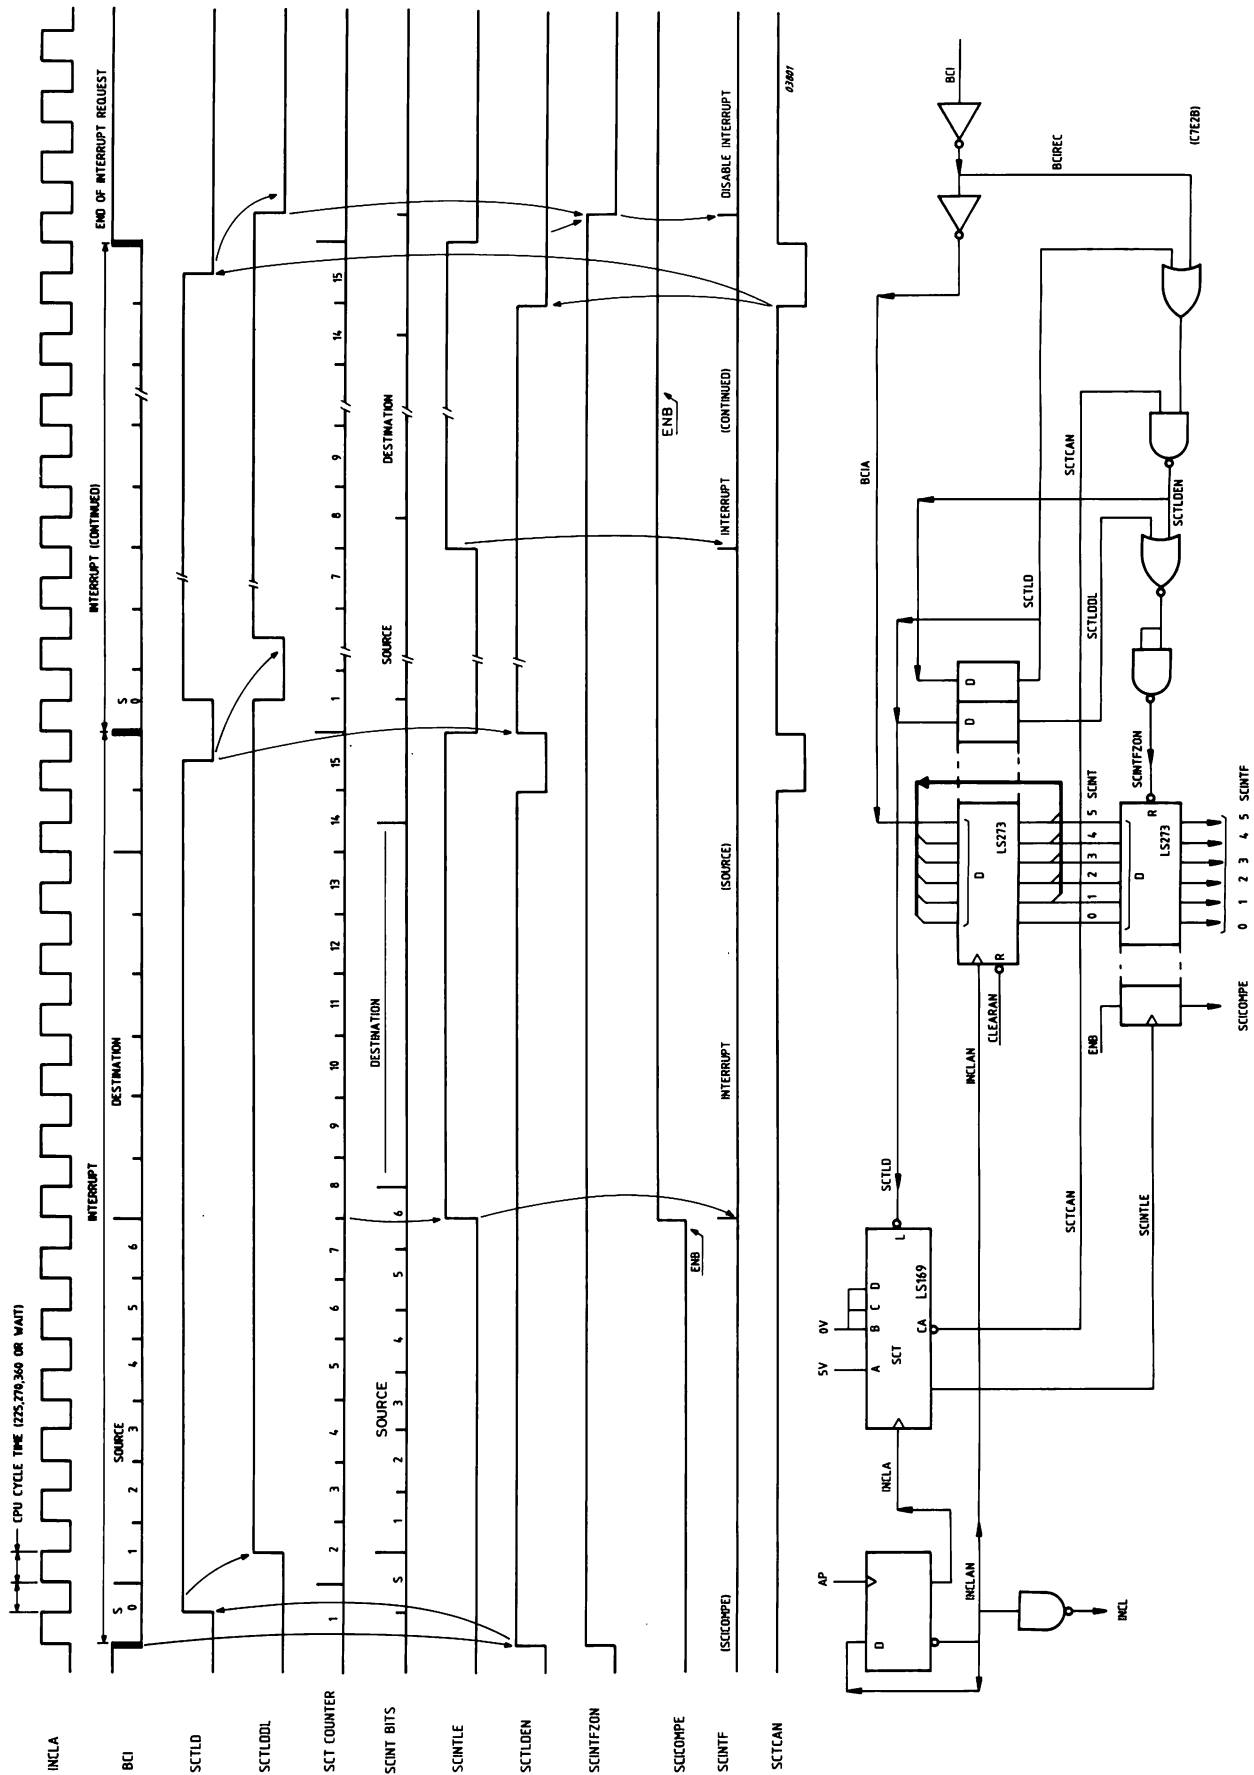 INCLA
CPU CYCLE TIME (225,270,360 OR WAIT)
INTERRUPT
INTERRUPT (CONTINUED)
END OF INTERRUPT REQUEST
BCI
S SOURCE DESTINATION S
0 1 2 3 4 5 6 0
SCTLD
SCTLDDL
SCT COUNTER
1 2 3 4 5 6 7 8 9 10 11 12 13 14 15 1 7 8 9 14 15
SCINT BITS
S 1 2 3 4 5 6
SOURCE DESTINATION SOURCE DESTINATION
SCINTLE
SCTLDEN
SCINTFZON
SCICOMPE
ENB ENB
SCINTF
(SCICOMPE) INTERRUPT (SOURCE) INTERRUPT (CONTINUED) DISABLE INTERRUPT
SCTCAN
03801
BCI
BCIREC
(C7E2B)
BCIA
SCTCAN
SCTLDEN
SCTLD
SCTLDDL
D D
SCINTFZON
SCTLD
5V 0V
A B C D
L
SCT
LS169
CA
SCTCAN
SCINTLE
INCLA
AP
D
INCLAN
INCL
INCLAN
CLEARAN
R
D
LS273
0 1 2 3 4 5 SCINT
R
D
LS273
ENB
SCICOMPE
0 1 2 3 4 5 SCINTF